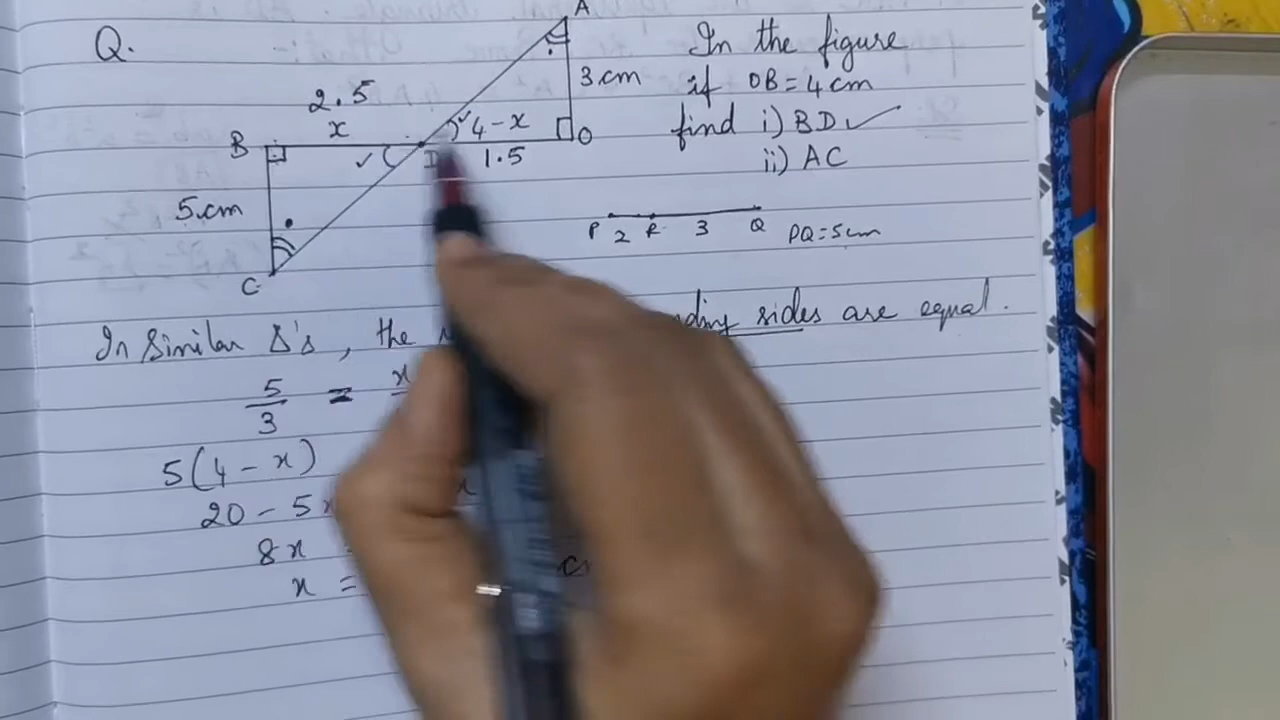 Q.
A
In the figure
3 cm
if OB = 4 cm
2.5
x
4 - x
find i) BD ✓
B
D
1.5
O
ii) AC
5 cm
P 2 R 3 Q PQ = 5 cm
C
In similar Δ's, the
sides are equal.
5/3 = x
5(4 - x)
20 - 5x
8x
x =